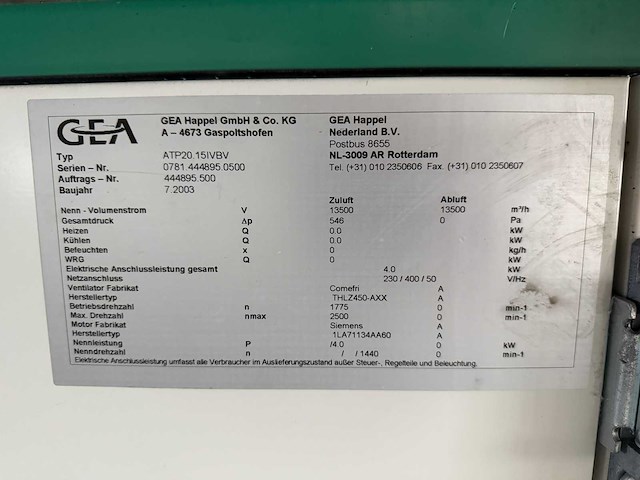 GEA
GEA Happel GmbH & Co. KG
A – 4673 Gaspoltshofen
GEA Happel
Nederland B.V.
Postbus 8655
NL-3009 AR Rotterdam
Tel. (+31) 010 2350606 Fax. (+31) 010 2350607
Typ ATP20.15IVBV
Serien – Nr. 0781.444895.0500
Auftrags – Nr. 444895.500
Baujahr 7.2003
Zuluft Abluft
Nenn - Volumenstrom V 13500 13500 m³/h
Gesamtdruck Δp 546 0 Pa
Heizen Q 0.0 kW
Kühlen Q 0.0 kW
Befeuchten x 0 kg/h
WRG Q 0 kW
Elektrische Anschlussleistung gesamt 4.0 kW
Netzanschluss 230 / 400 / 50 V/Hz
Ventilator Fabrikat Comefri A
Herstellertyp THLZ450-AXX A
Betriebsdrehzahl n 1775 0 min-1
Max. Drehzahl nmax 2500 0 min-1
Motor Fabrikat Siemens A
Herstellertyp 1LA71134AA60 A
Nennleistung P /4.0 0 kW
Nenndrehzahl n / / 1440 0 min-1
Elektrische Anschlussleistung umfasst alle Verbraucher im Auslieferungszustand außer Steuer-, Regelteile und Beleuchtung.